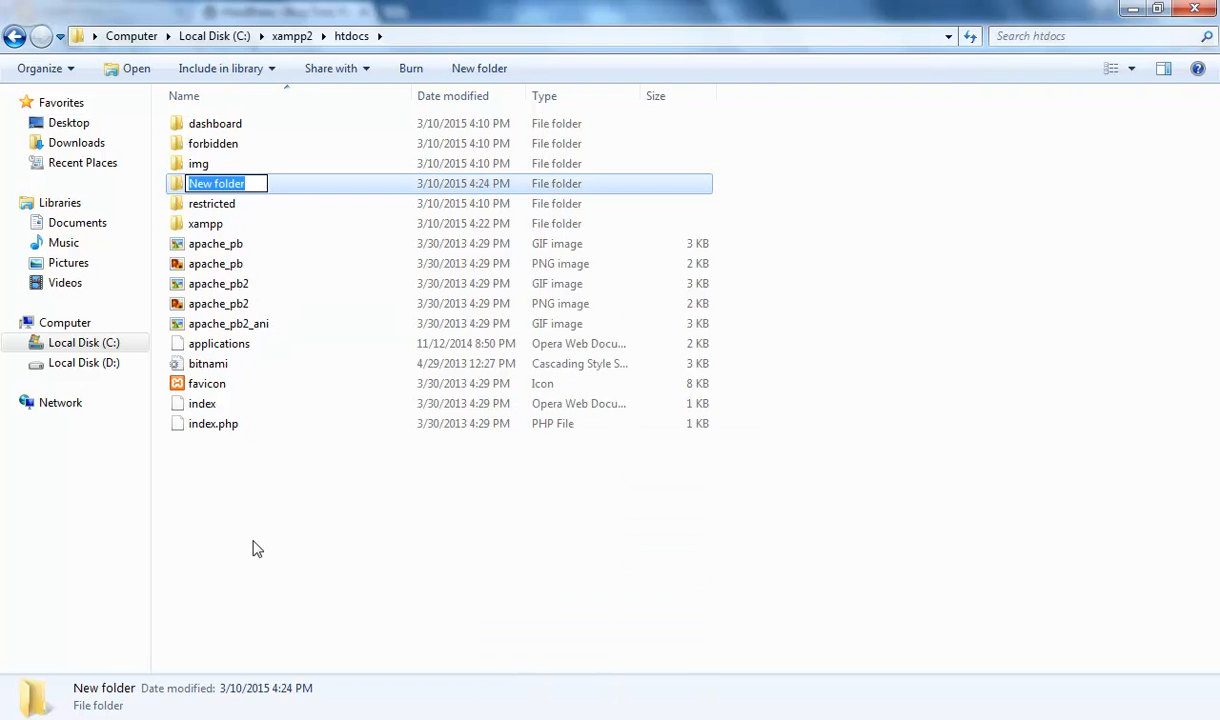 Computer Local Disk (C:) xampp2 htdocs Search htdocs
Organize Open Include in library Share with Burn New folder
Name Date modified Type Size
Favorites
Desktop
Downloads
Recent Places
Libraries
Documents
Music
Pictures
Videos
Computer
Local Disk (C:)
Local Disk (D:)
Network
dashboard 3/10/2015 4:10 PM File folder
forbidden 3/10/2015 4:10 PM File folder
img 3/10/2015 4:10 PM File folder
New folder 3/10/2015 4:24 PM File folder
restricted 3/10/2015 4:10 PM File folder
xampp 3/10/2015 4:22 PM File folder
apache_pb 3/30/2013 4:29 PM GIF image 3 KB
apache_pb 3/30/2013 4:29 PM PNG image 2 KB
apache_pb2 3/30/2013 4:29 PM GIF image 3 KB
apache_pb2 3/30/2013 4:29 PM PNG image 2 KB
apache_pb2_ani 3/30/2013 4:29 PM GIF image 3 KB
applications 11/12/2014 8:50 PM Opera Web Docu... 2 KB
bitnami 4/29/2013 12:27 PM Cascading Style S... 3 KB
favicon 3/30/2013 4:29 PM Icon 8 KB
index 3/30/2013 4:29 PM Opera Web Docu... 1 KB
index.php 3/30/2013 4:29 PM PHP File 1 KB
New folder Date modified: 3/10/2015 4:24 PM
File folder